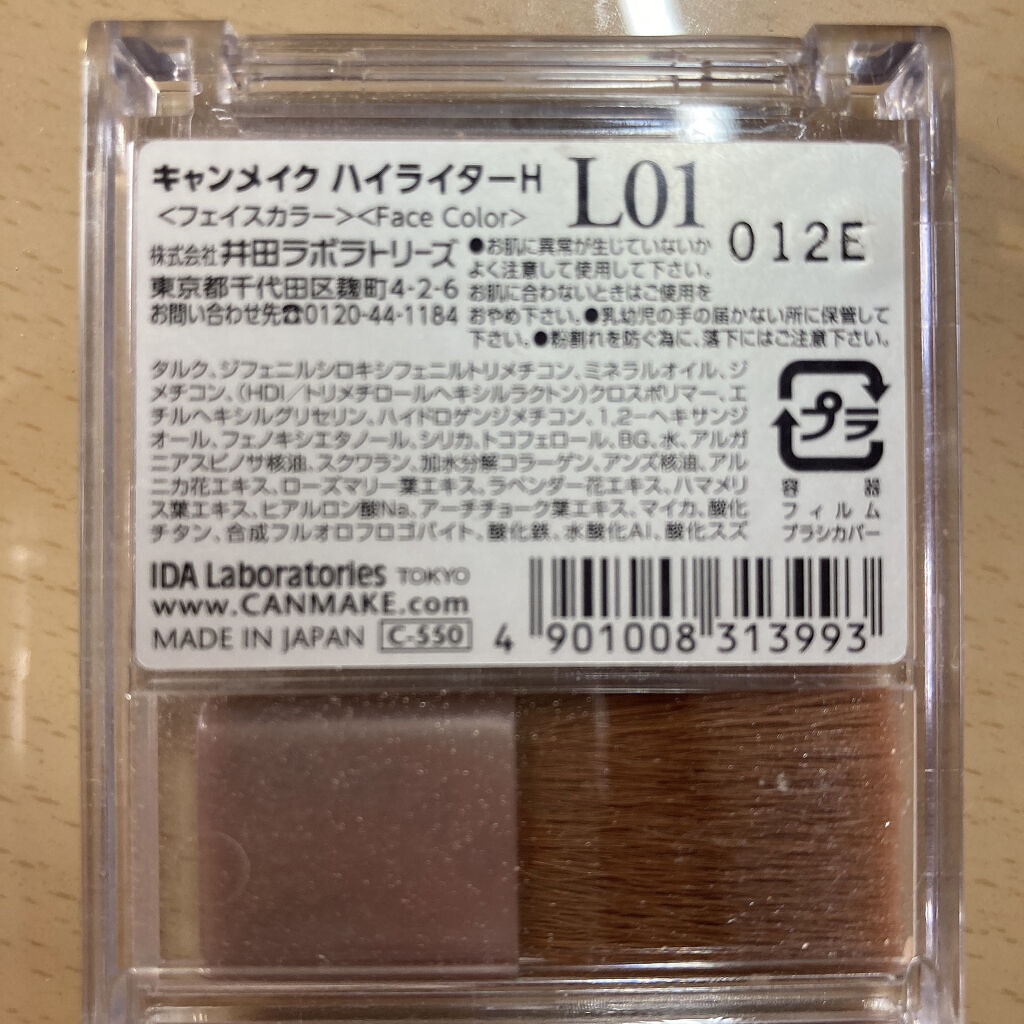 キャンメイク ハイライターH
L01
<フェイスカラー><Face Color>
012E
株式会社 井田ラボラトリーズ
東京都千代田区麹町4-2-6
お問い合わせ先☎0120-44-1184
●お肌に異常が生じていないか
よく注意して使用して下さい。
お肌に合わないときはご使用を
おやめ下さい。●乳幼児の手の届かない所に保管して
下さい。●粉割れを防ぐ為に、落下にはご注意下さい。
タルク、ジフェニルシロキシフェニルトリメチコン、ミネラルオイル、ジ
メチコン、(HDI/トリメチロールヘキシルラクトン)クロスポリマー、エ
チルヘキシルグリセリン、ハイドロゲンジメチコン、1,2-ヘキサンジ
オール、フェノキシエタノール、シリカ、トコフェロール、BG、水、アルガ
ニアスピノサ核油、スクワラン、加水分解コラーゲン、アンズ核油、アル
ニカ花エキス、ローズマリー葉エキス、ラベンダー花エキス、ハマメリ
ス葉エキス、ヒアルロン酸Na、アーチチョーク葉エキス、マイカ、酸化
チタン、合成フルオロフロゴパイト、酸化鉄、水酸化Al、酸化スズ
プラ
容器
フィルム
ブラシカバー
IDA Laboratories TOKYO
www.CANMAKE.com
MADE IN JAPAN C-550
4 901008 313993